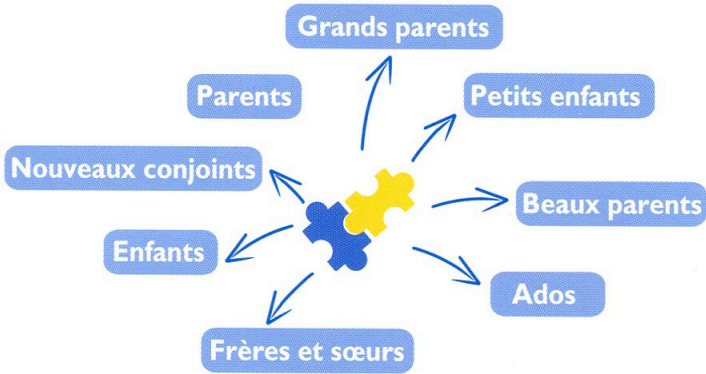 Grands parents
Parents
Petits enfants
Nouveaux conjoints
Beaux parents
Enfants
Ados
Frères et sœurs